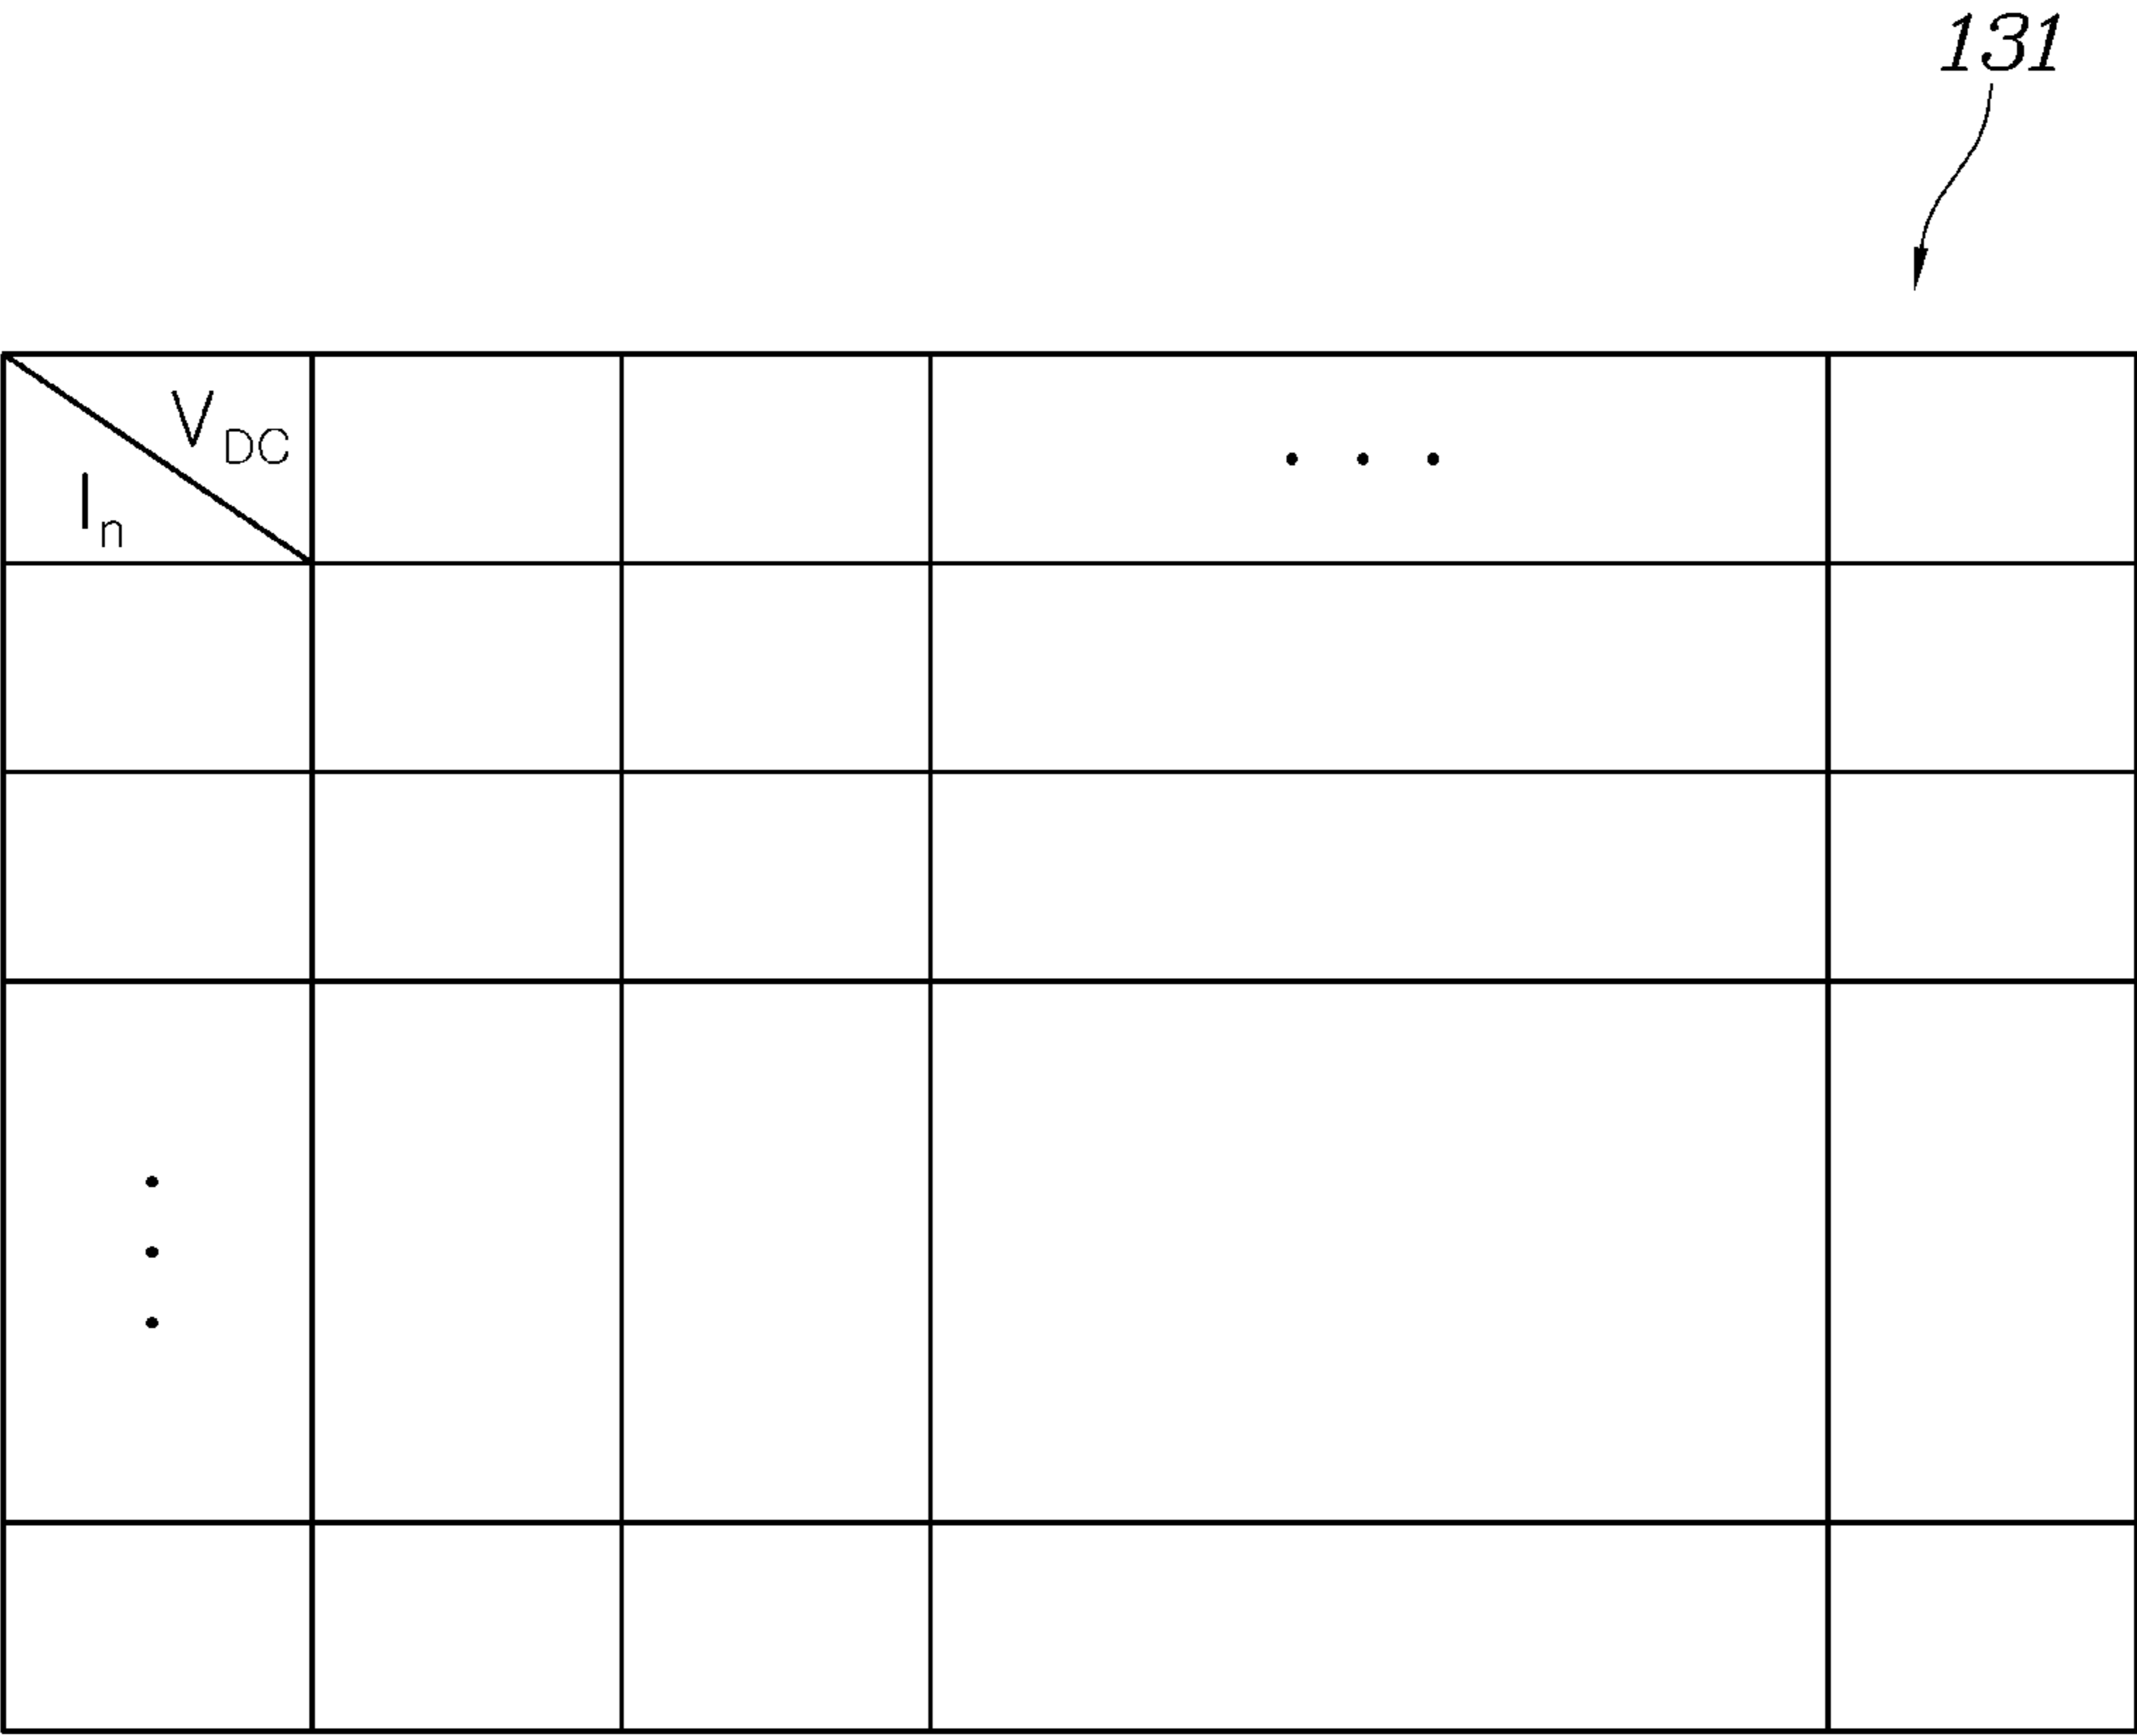 131
V_DC
. . .
I_n
.
.
.